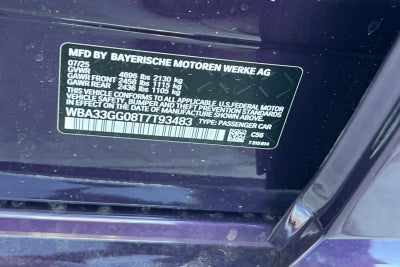 MFD BY BAYERISCHE MOTOREN WERKE AG
07/25
GVWR 4696 lbs 2130 kg
GAWR FRONT 2458 lbs 1115 kg
GAWR REAR 2436 lbs 1105 kg
THIS VEHICLE CONFORMS TO ALL APPLICABLE U.S. FEDERAL MOTOR
VEHICLE SAFETY, BUMPER AND THEFT PREVENTION STANDARDS
IN EFFECT ON THE DATE OF MANUFACTURE SHOWN ABOVE.
WBA33GG08T7T93483 TYPE: PASSENGER CAR
C56